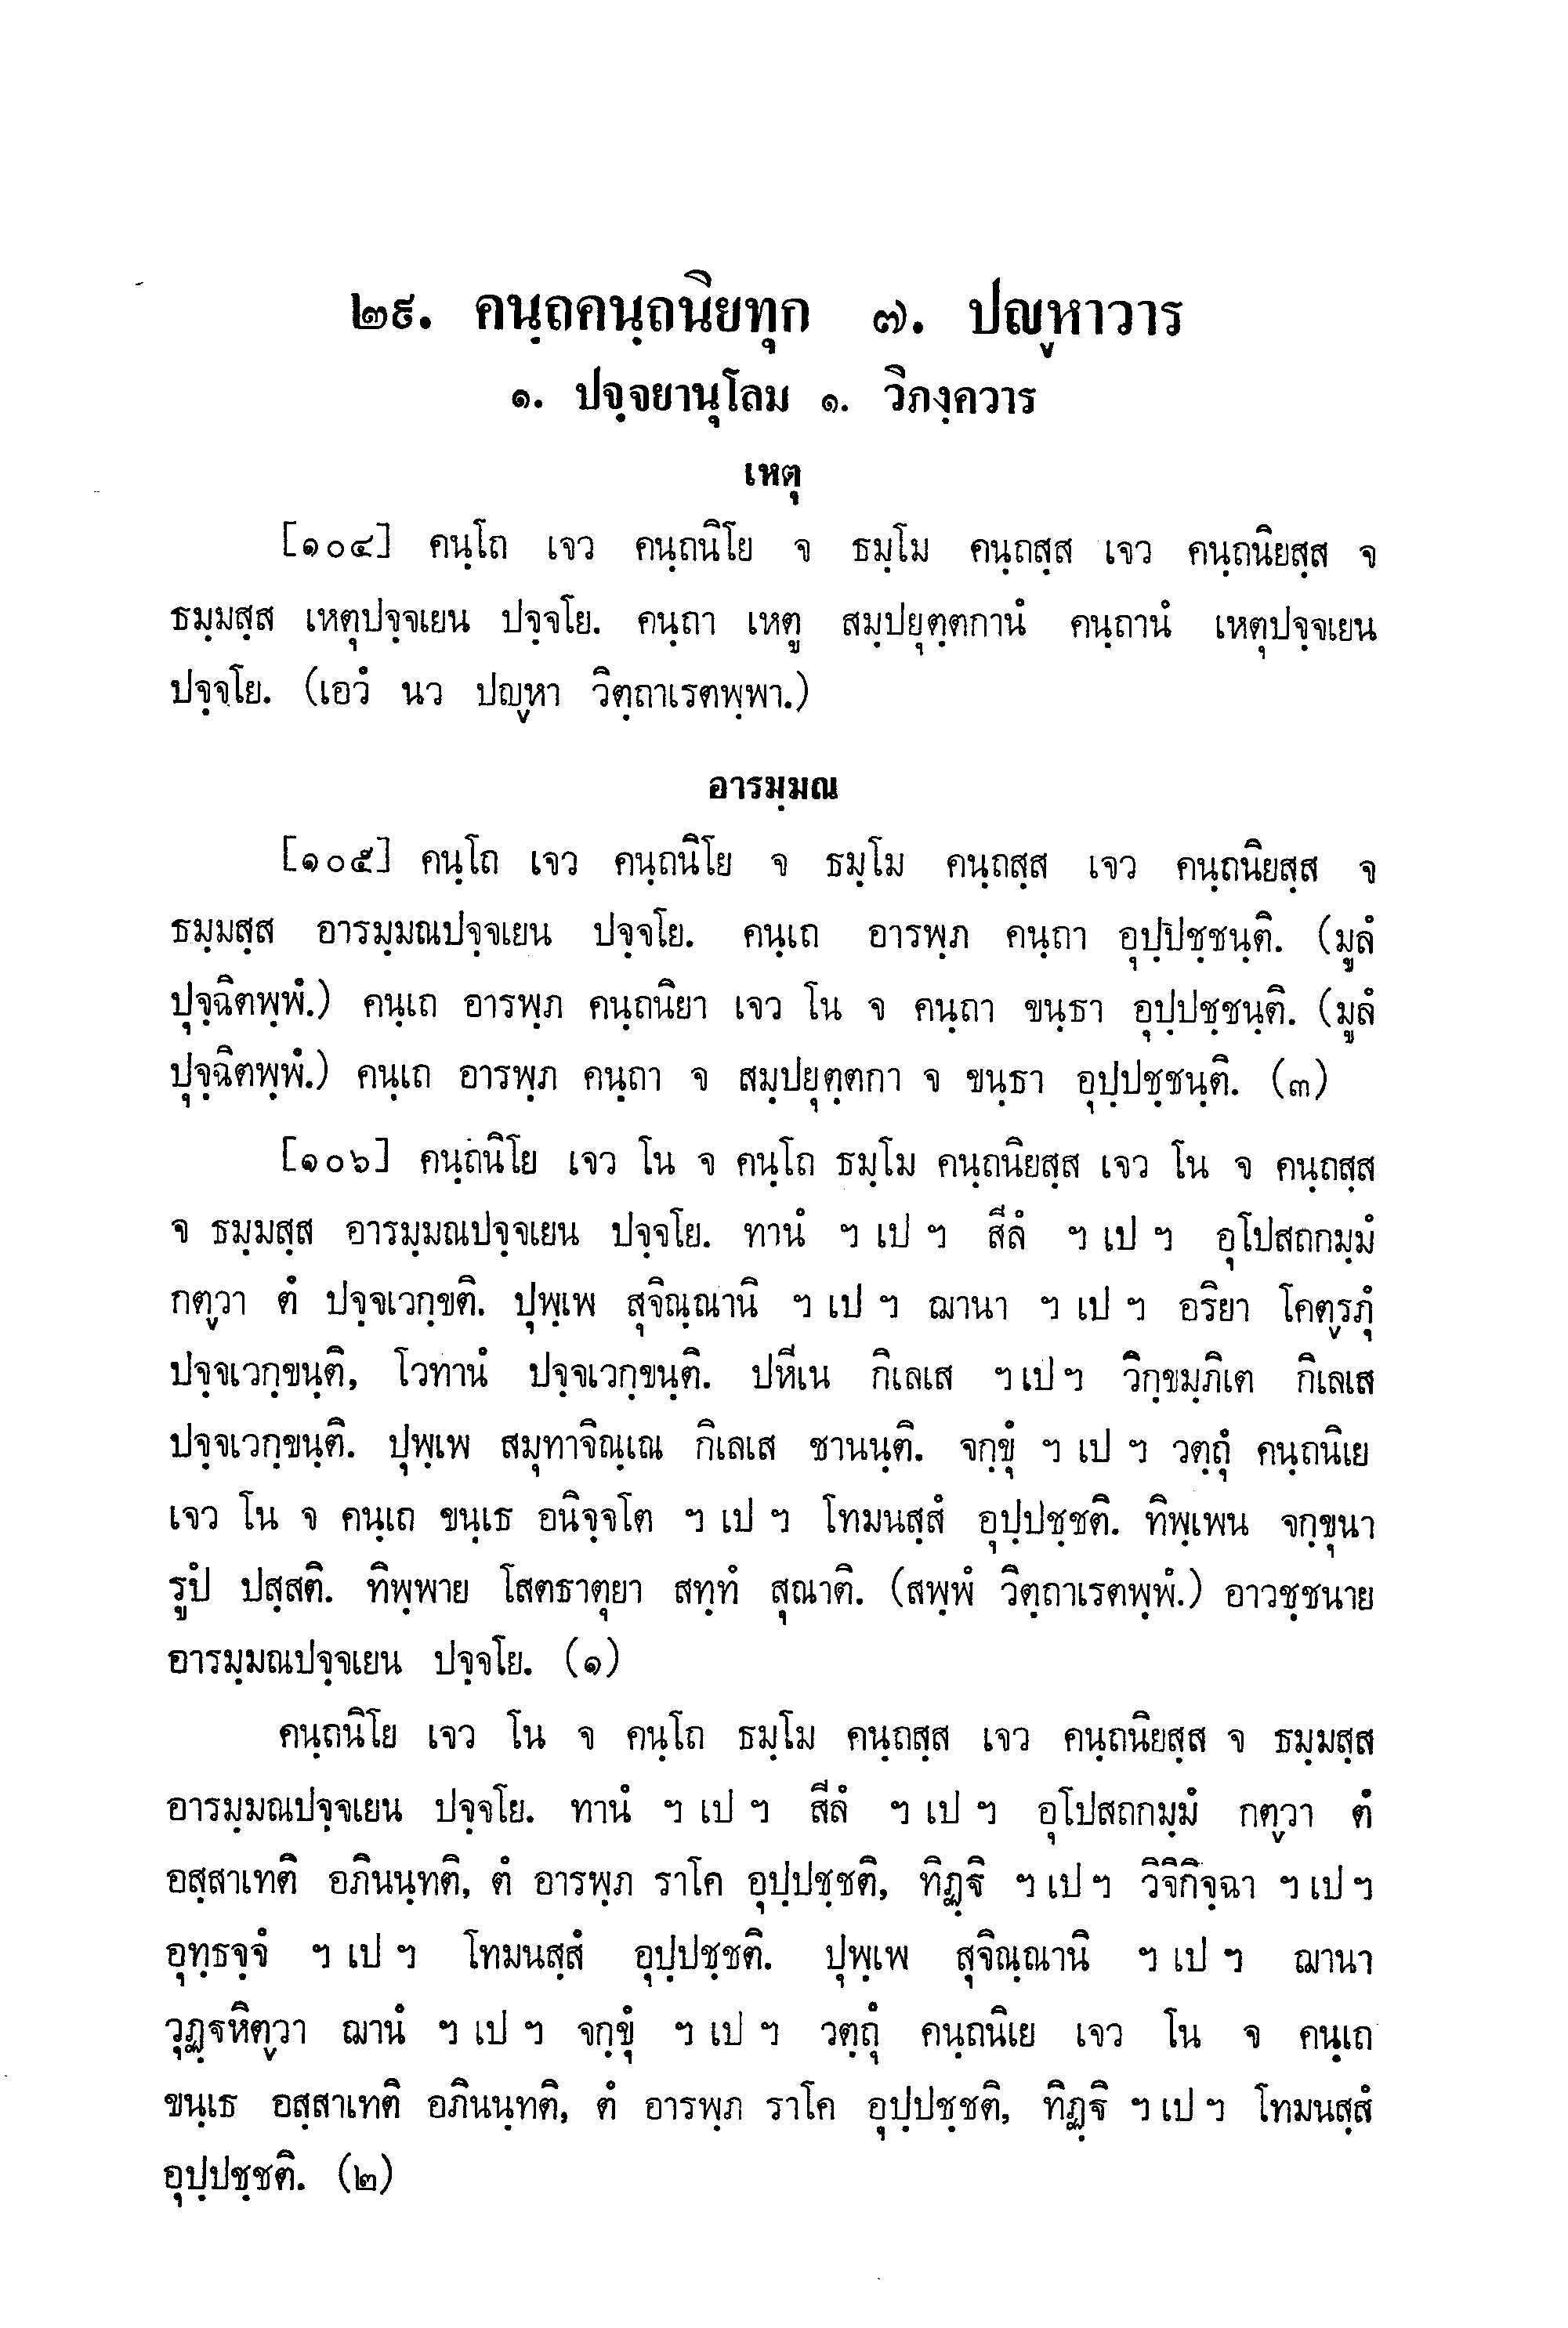 ๒๙. คนฺถคนฺถนิยทุก ๗. ปญฺหาวาร
๑. ปจฺจยานุโลม ๑. วิภงฺควาร
เหตุ
[๑๐๔] คนฺโถ เจว คนฺถนิโย จ ธมฺโม คนฺถสฺส เจว คนฺถนิยสฺส จ
ธมฺมสฺส เหตุปจฺจเยน ปจฺจโย. คนฺถา เหตู สมฺปยุตฺตกานํ คนฺถานํ เหตุปจฺจเยน
ปจฺจโย. (เอวํ นว ปญฺหา วิตฺถาเรตพฺพา.)
อารมฺมณ
[๑๐๕] คนฺโถ เจว คนฺถนิโย จ ธมฺโม คนฺถสฺส เจว คนฺถนิยสฺส จ
ธมฺมสฺส อารมฺมณปจฺจเยน ปจฺจโย. คนฺเถ อารพฺภ คนฺถา อุปฺปชฺชนฺติ. (มูลํ
ปุจฺฉิตพฺพํ.) คนฺเถ อารพฺภ คนฺถนิยา เจว โน จ คนฺถา ขนฺธา อุปฺปชฺชนฺติ. (มูลํ
ปุจฺฉิตพฺพํ.) คนฺเถ อารพฺภ คนฺถา จ สมฺปยุตฺตกา จ ขนฺธา อุปฺปชฺชนฺติ. (๓)
[๑๐๖] คนฺถนิโย เจว โน จ คนฺโถ ธมฺโม คนฺถนิยสฺส เจว โน จ คนฺถสฺส
จ ธมฺมสฺส อารมฺมณปจฺจเยน ปจฺจโย. ทานํ ฯ เป ฯ สีลํ ฯ เป ฯ อุโปสถกมฺมํ
กตฺวา ตํ ปจฺจเวกฺขติ. ปุพฺเพ สุจิณฺณานิ ฯ เป ฯ ฌานา ฯ เป ฯ อริยา โคตฺรภุํ
ปจฺจเวกฺขนฺติ, โวทานํ ปจฺจเวกฺขนฺติ. ปหีเน กิเลเส ฯ เป ฯ วิกฺขมฺภิเต กิเลเส
ปจฺจเวกฺขนฺติ. ปุพฺเพ สมุทาจิณฺเณ กิเลเส ชานนฺติ. จกฺขุํ ฯ เป ฯ วตฺถุํ คนฺถนิเย
เจว โน จ คนฺเถ ขนฺเธ อนิจฺจโต ฯ เป ฯ โทมนสฺสํ อุปฺปชฺชติ. ทิพฺเพน จกฺขุนา
รูปํ ปสฺสติ. ทิพฺพาย โสตธาตุยา สทฺทํ สุณาติ. (สพฺพํ วิตฺถาเรตพฺพํ.) อาวชฺชนาย
อารมฺมณปจฺจเยน ปจฺจโย. (๑)
คนฺถนิโย เจว โน จ คนฺโถ ธมฺโม คนฺถสฺส เจว คนฺถนิยสฺส จ ธมฺมสฺส
อารมฺมณปจฺจเยน ปจฺจโย. ทานํ ฯ เป ฯ สีลํ ฯ เป ฯ อุโปสถกมฺมํ กตฺวา ตํ
อสฺสาเทติ อภินนฺทติ, ตํ อารพฺภ ราโค อุปฺปชฺชติ, ทิฏฺฐิ ฯ เป ฯ วิจิกิจฺฉา ฯ เป ฯ
อุทฺธจฺจํ ฯ เป ฯ โทมนสฺสํ อุปฺปชฺชติ. ปุพฺเพ สุจิณฺณานิ ฯ เป ฯ ฌานา
วุฏฺฐหิตฺวา ฌานํ ฯ เป ฯ จกฺขุํ ฯ เป ฯ วตฺถุํ คนฺถนิเย เจว โน จ คนฺเถ
ขนฺเธ อสฺสาเทติ อภินนฺทติ, ตํ อารพฺภ ราโค อุปฺปชฺชติ, ทิฏฺฐิ ฯ เป ฯ โทมนสฺสํ
อุปฺปชฺชติ. (๒)